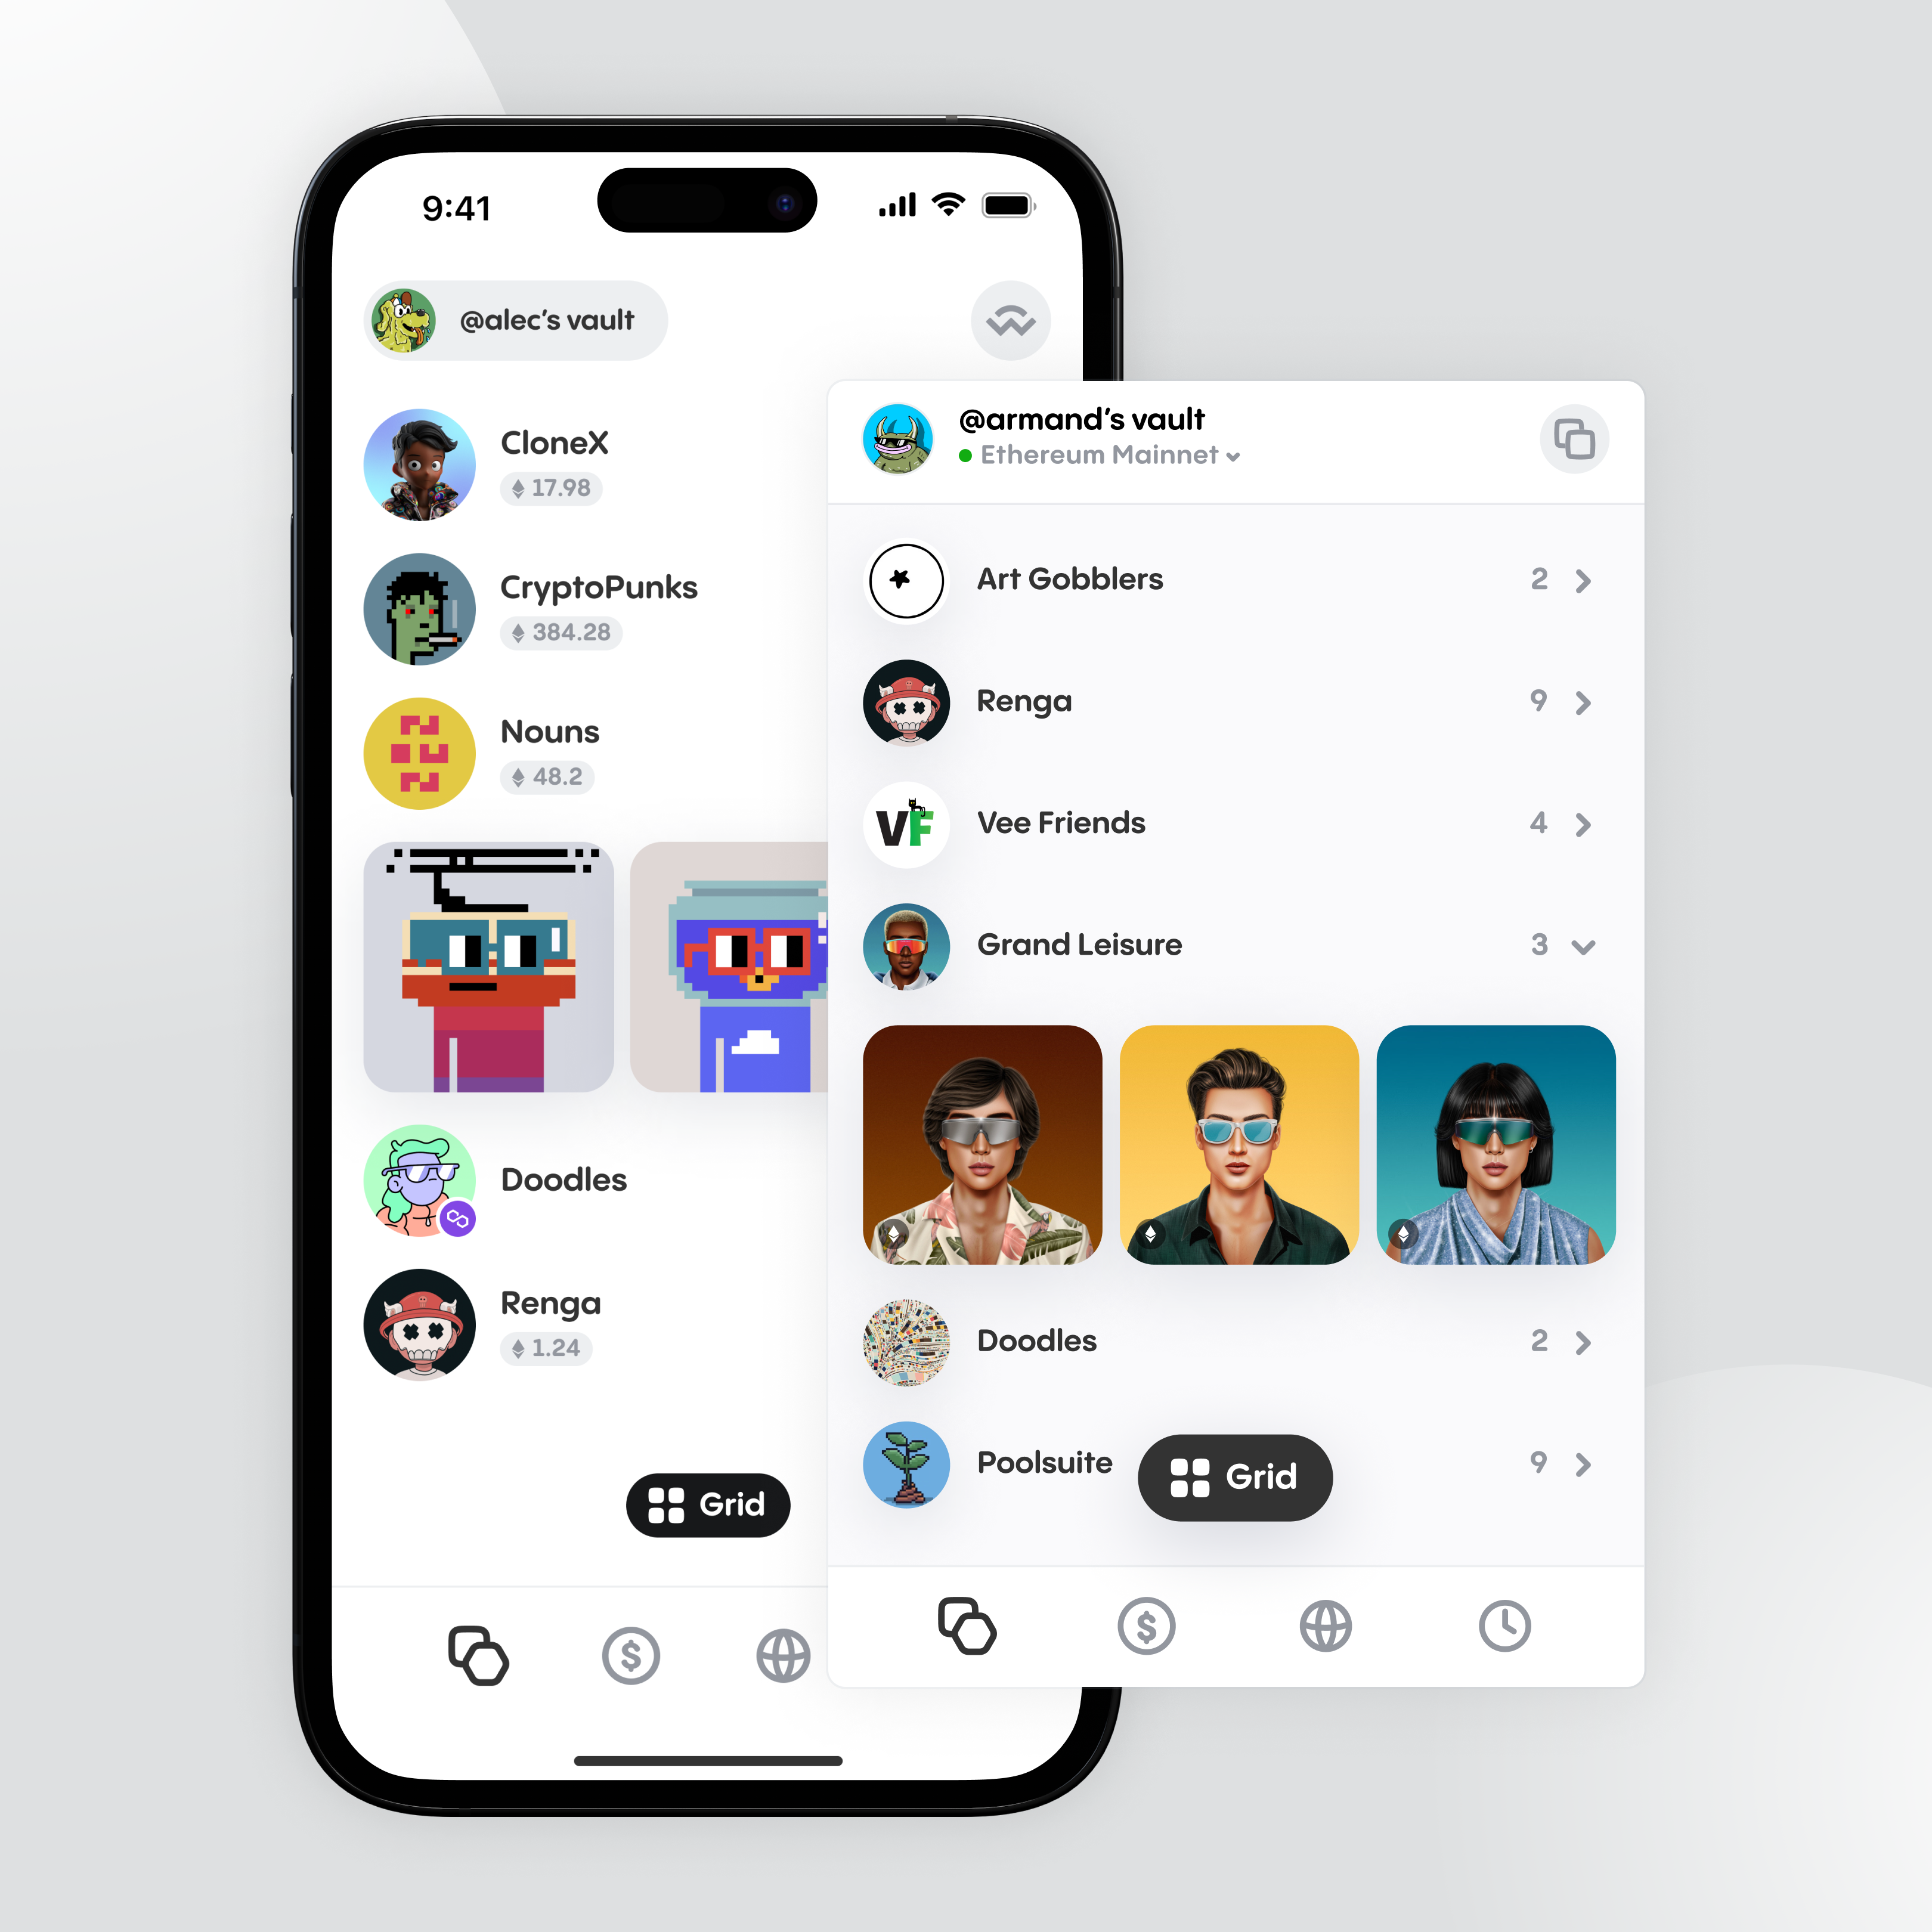 9:41
@alec's vault
CloneX
17.98
CryptoPunks
384.28
Nouns
48.2
Doodles
Renga
1.24
Grid
@armand's vault
Ethereum Mainnet
Art Gobblers 2
Renga 9
VF
Vee Friends 4
Grand Leisure 3
Doodles 2
Poolsuite 9
Grid